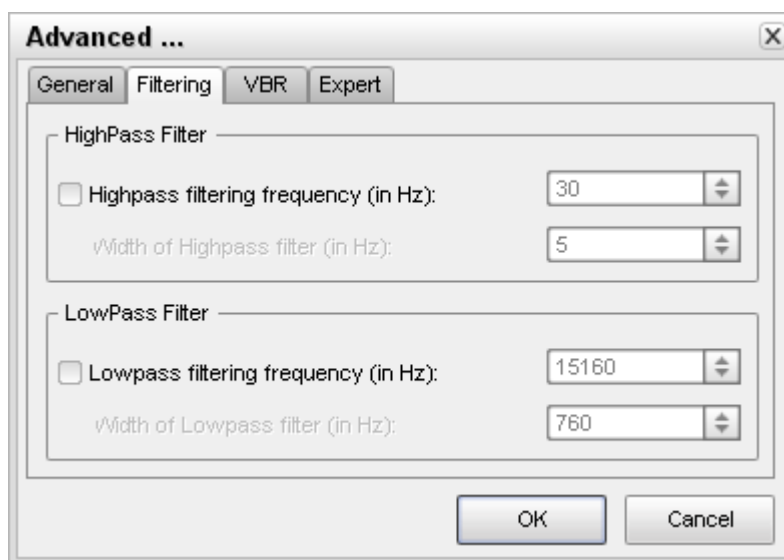 Advanced ...
General Filtering VBR Expert
HighPass Filter
Highpass filtering frequency (in Hz): 30
Width of Highpass filter (in Hz): 5
LowPass Filter
Lowpass filtering frequency (in Hz): 15160
Width of Lowpass filter (in Hz): 760
OK Cancel